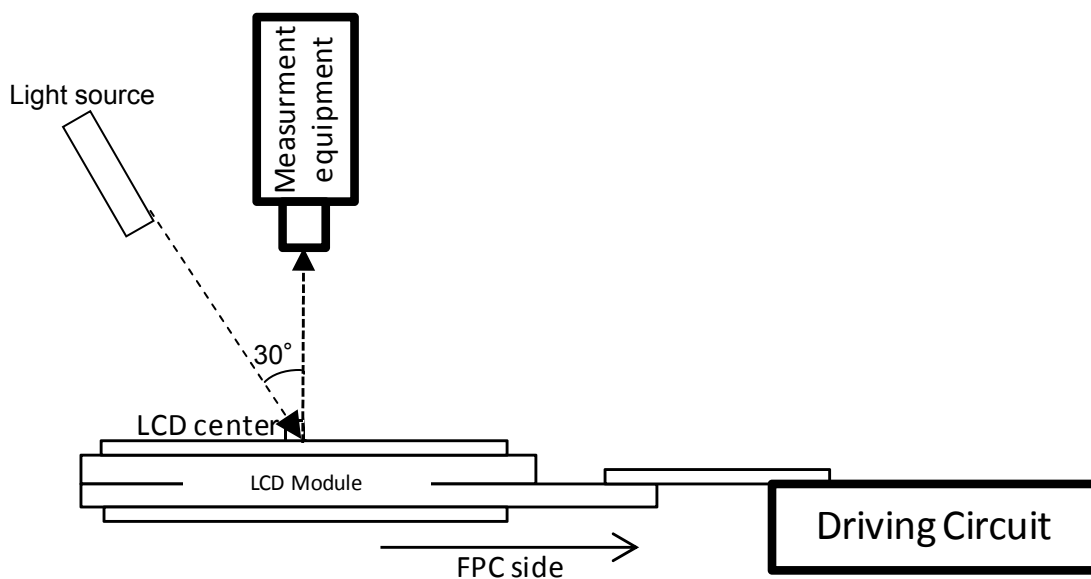 Light source
Measurment
equipment
30°
LCD center
LCD Module
Driving Circuit
FPC side